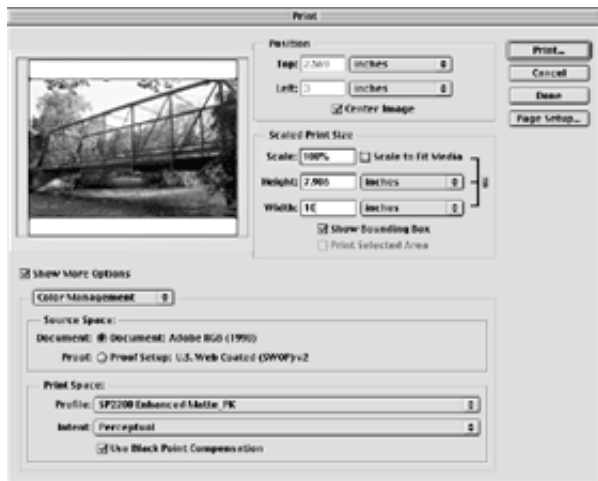 Print
Position
Top: 2.569 inches
Left: 3 inches
Center Image
Scaled Print Size
Scale: 100% Scale to Fit Media
Height: 7.906 inches
Width: 10 inches
Show Bounding Box
Print Selected Area
Print...
Cancel
Done
Page Setup...
Show More Options
Color Management
Source Space:
Document: Document: Adobe RGB (1998)
Proof: Proof Setup: U.S. Web Coated (SWOP) v2
Print Space:
Profile: SP2200 Enhanced Matte_PK
Intent: Perceptual
Use Black Point Compensation